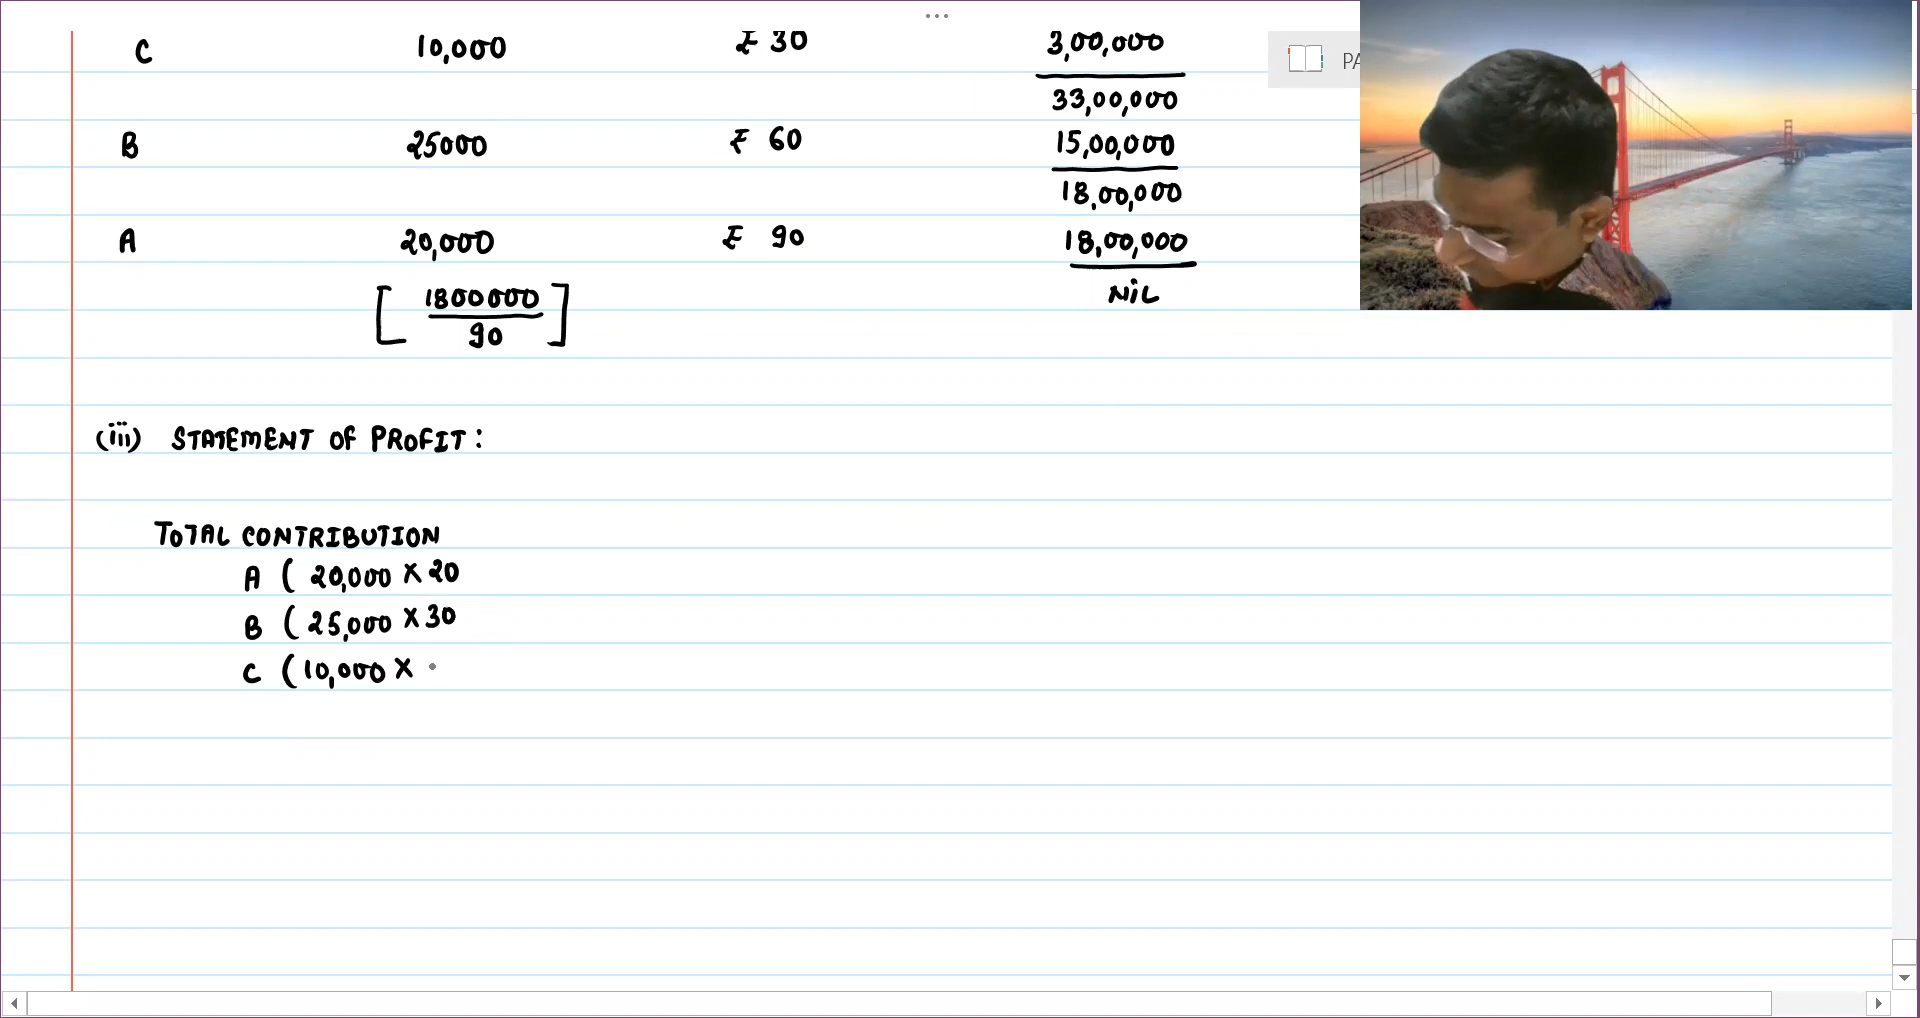 C 10,000 ₹ 30 3,00,000
33,00,000
B 25000 ₹ 60 15,00,000
18,00,000
A 20,000 ₹ 90 18,00,000
[ 1800000 / 90 ] NIL
(iii) STATEMENT OF PROFIT:
TOTAL CONTRIBUTION
A ( 20,000 × 20
B ( 25,000 × 30
C ( 10,000 ×